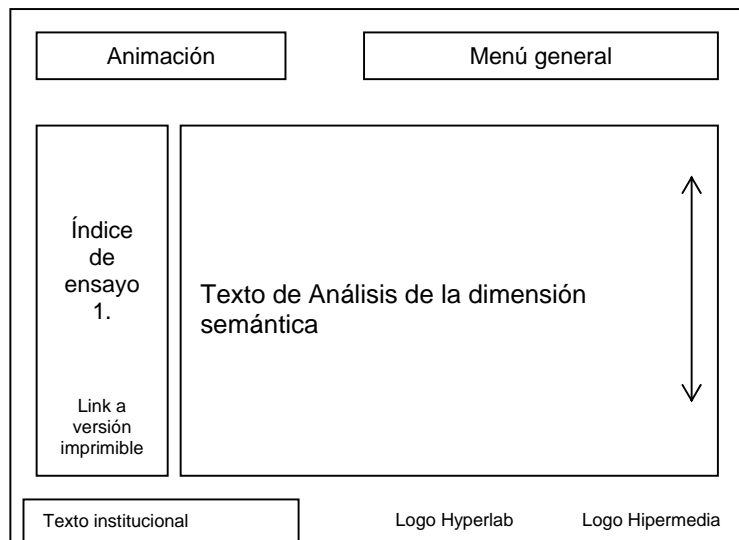 Animación
Menú general
Índice
de
ensayo
1.
Link a
versión
imprimible
Texto de Análisis de la dimensión
semántica
Texto institucional
Logo Hyperlab
Logo Hipermedia